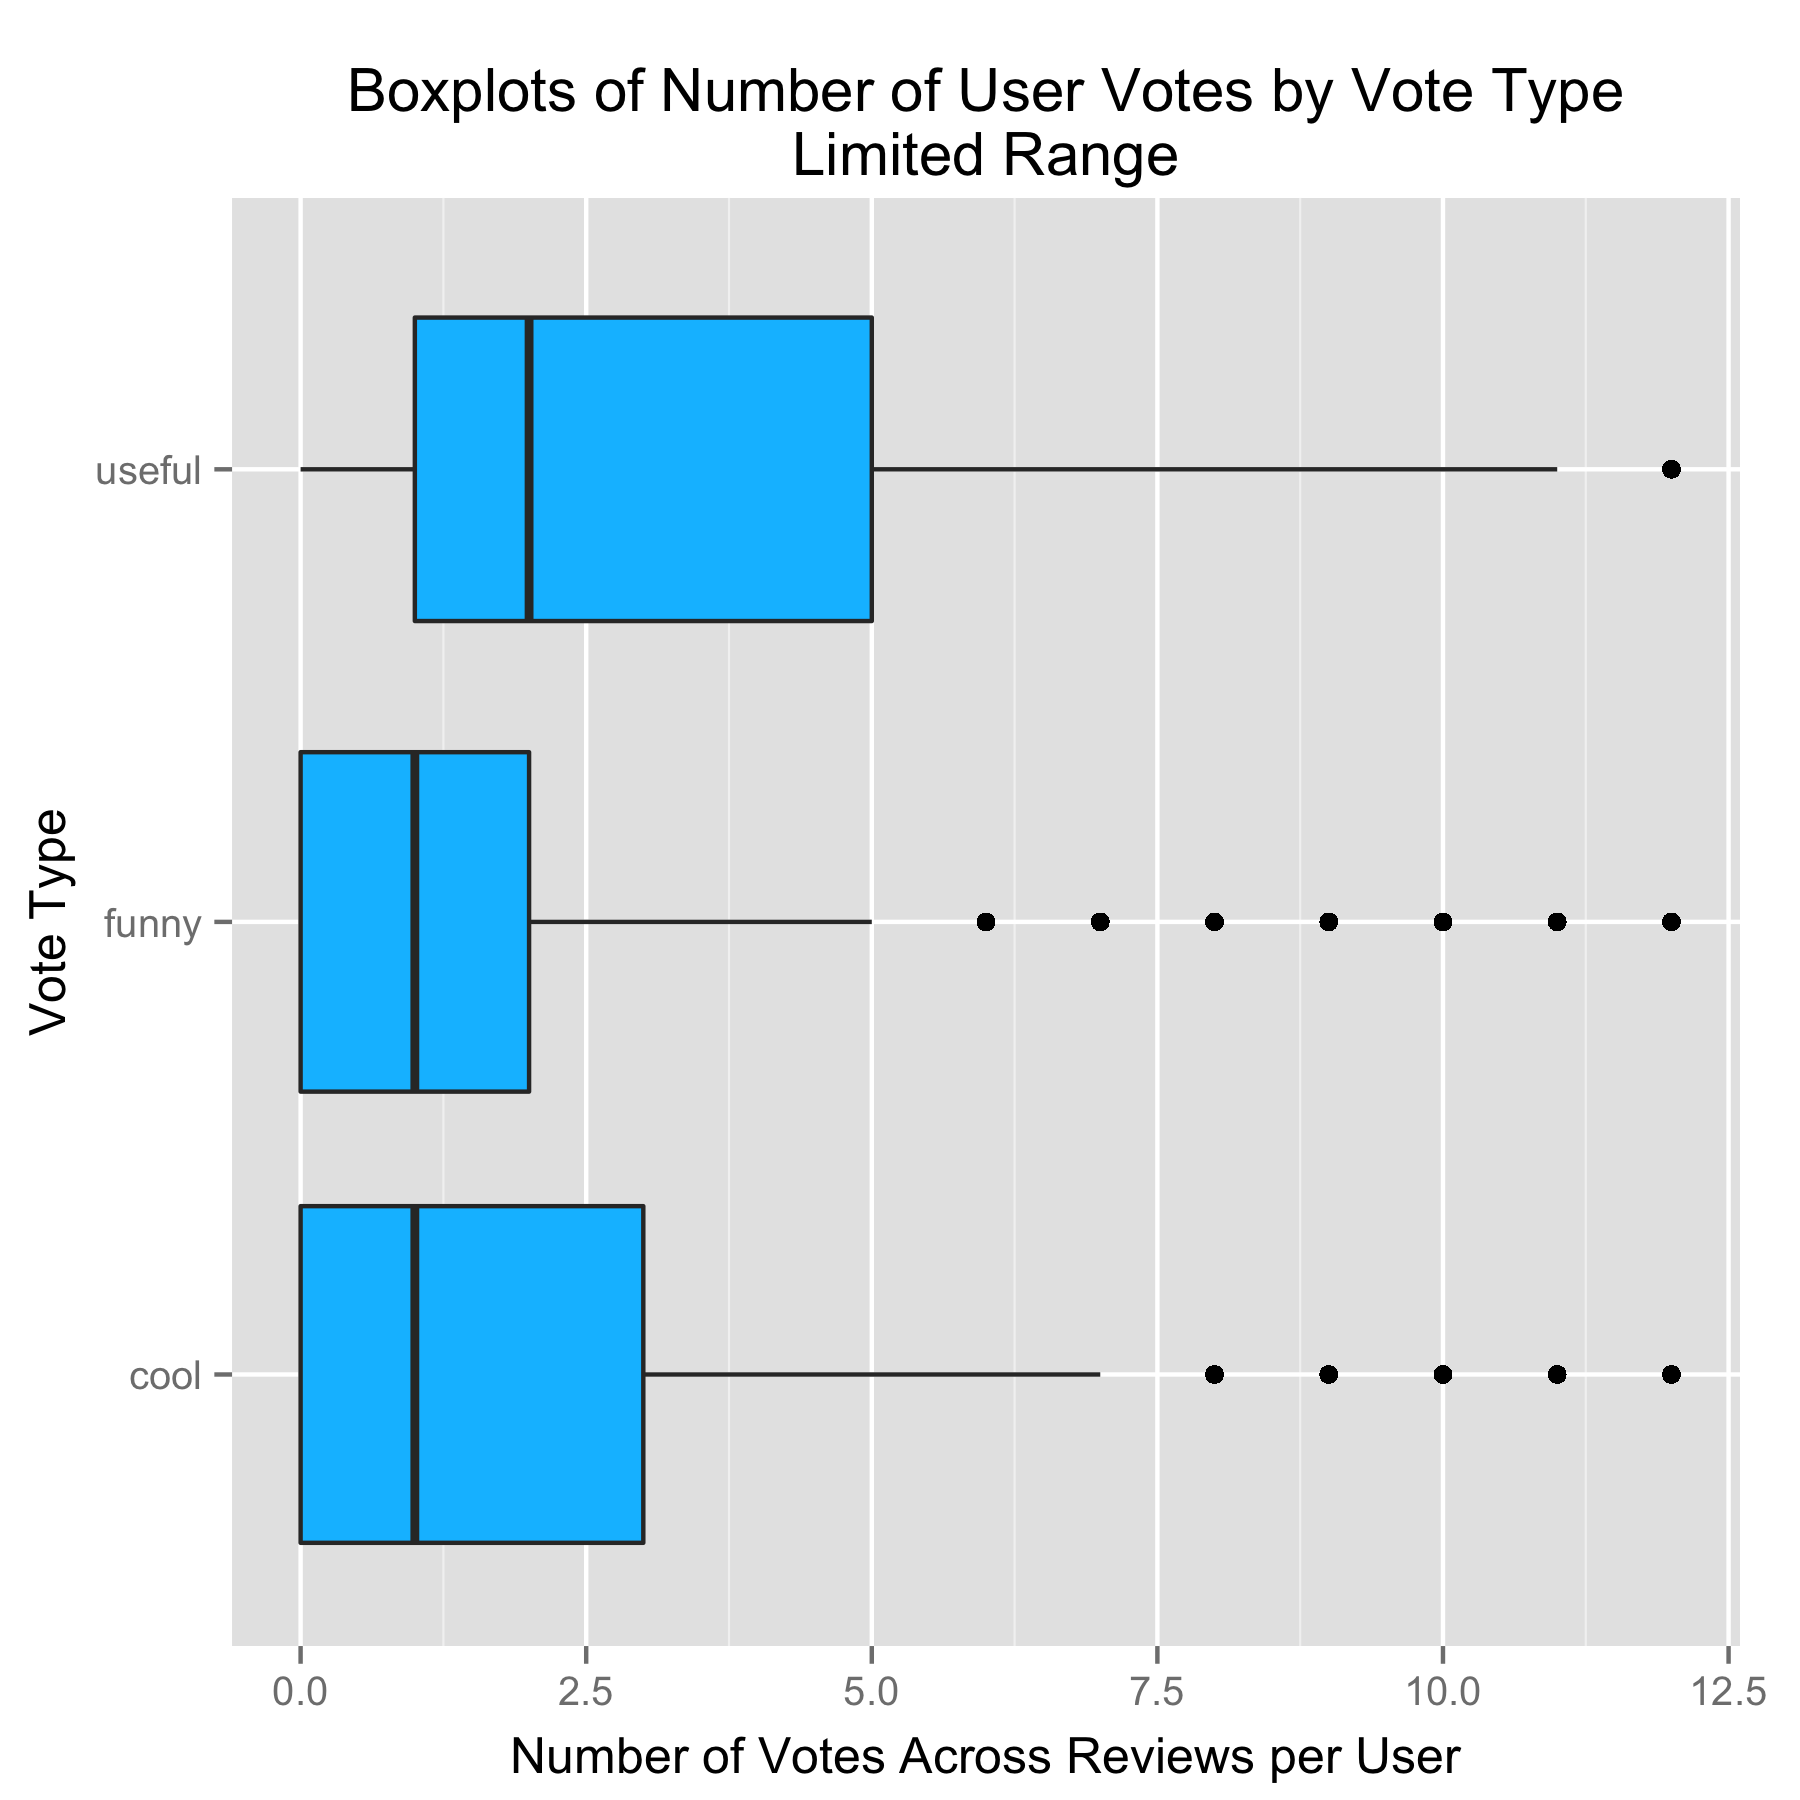 Boxplots of Number of User Votes by Vote Type
Limited Range
Vote Type
useful
funny
cool
0.0 2.5 5.0 7.5 10.0 12.5
Number of Votes Across Reviews per User